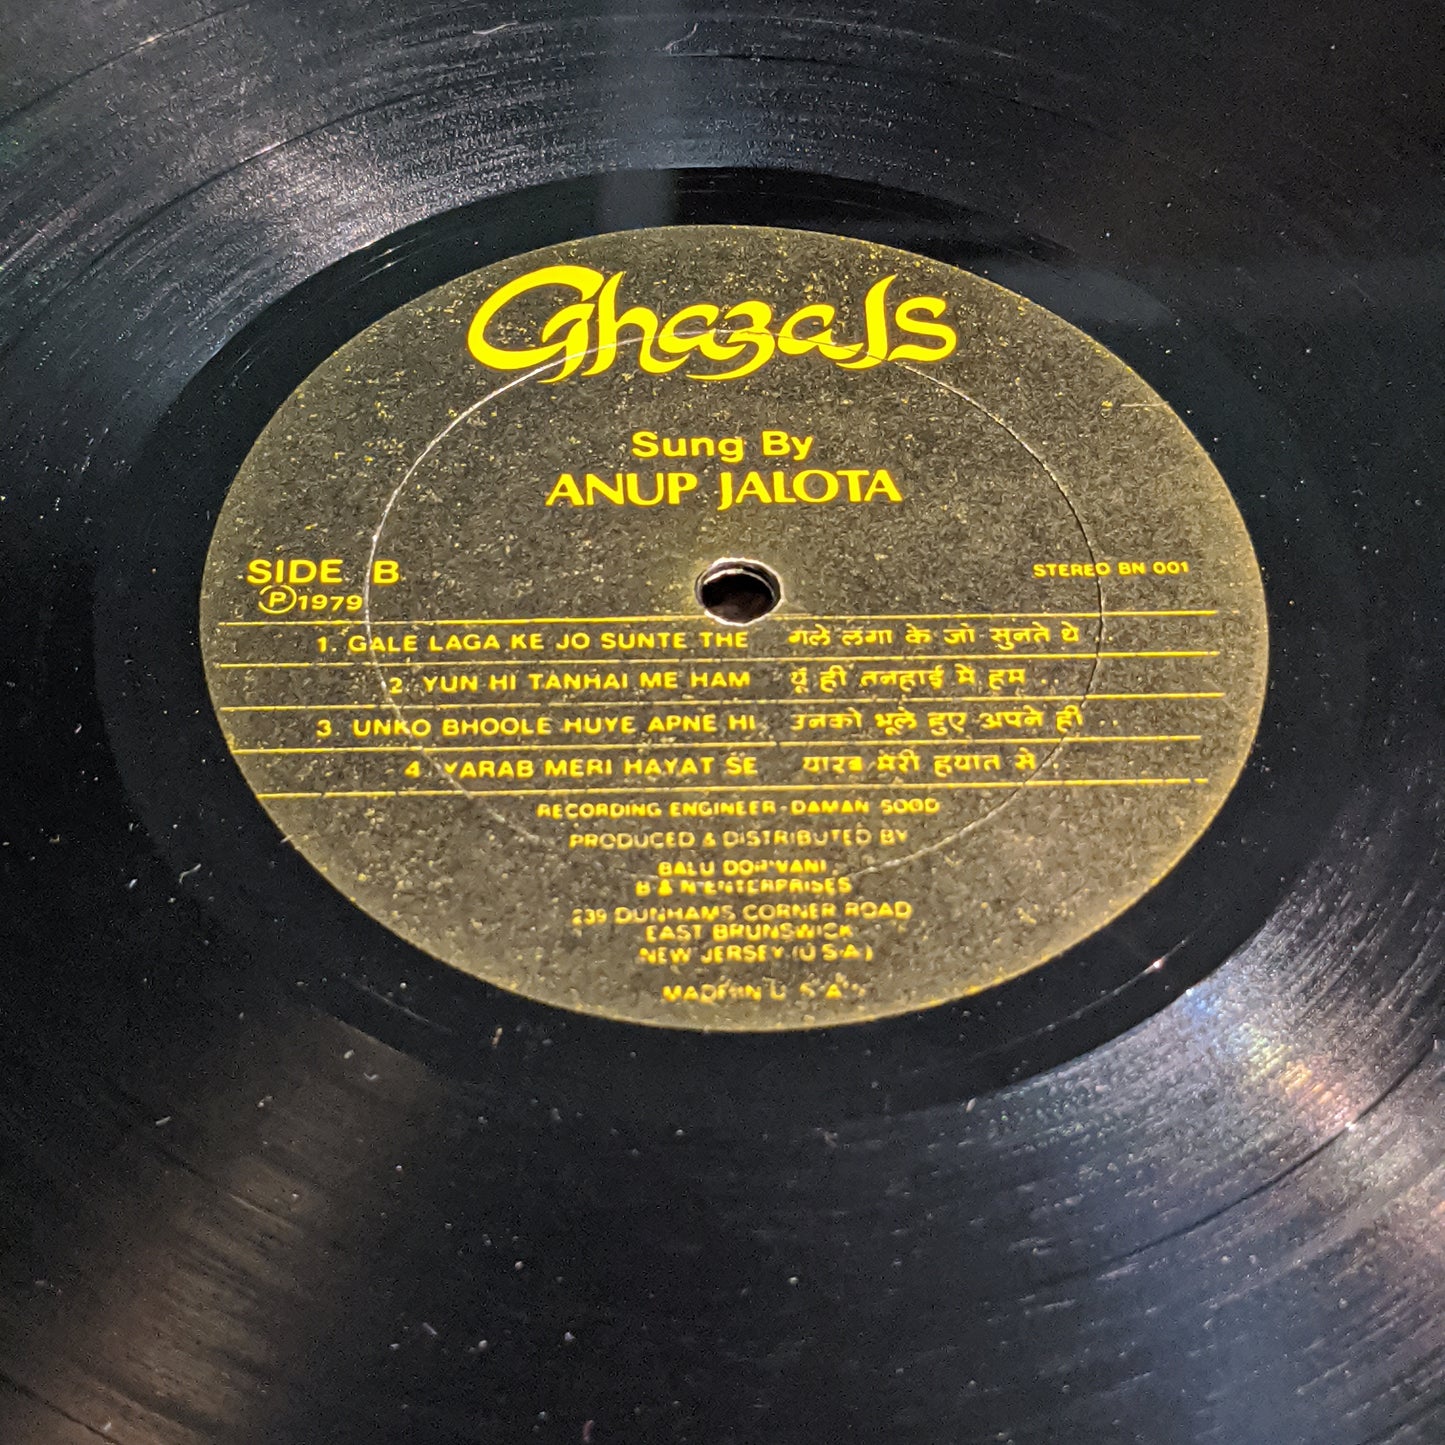 Ghazals
Sung By
ANUP JALOTA
SIDE B
STEREO BN 001
Ⓟ1979
1. GALE LAGA KE JO SUNTE THE गले लगा के जो सुनते थे ..
2. YUN HI TANHAI ME HAM यूँ ही तनहाई में हम ..
3. UNKO BHOOLE HUYE APNE HI. उनको भूले हुए अपने ही ..
4. YARAB MERI HAYAT SE यारब मेरी हयात से ..
RECORDING ENGINEER - DAMAN SOOD
PRODUCED & DISTRIBUTED BY
BALU
B & N ENTERPRISES
239 DUNHAMS CORNER ROAD
EAST BRUNSWICK
NEW JERSEY (U S A)
MADE IN U S A